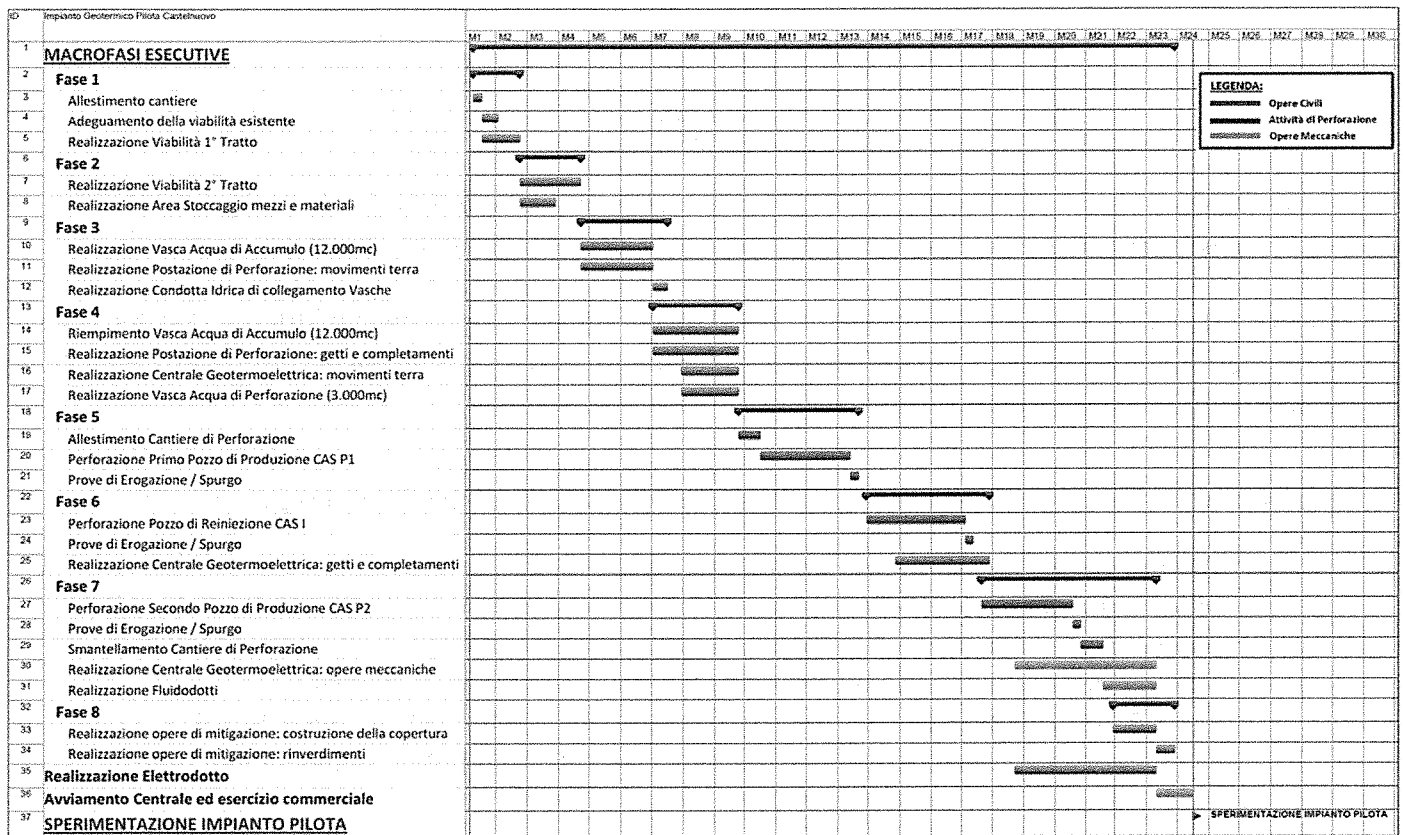 ID Impianto Geotermico Pilota Castelnuovo
M1 M2 M3 M4 M5 M6 M7 M8 M9 M10 M11 M12 M13 M14 M15 M16 M17 M18 M19 M20 M21 M22 M23 M24 M25 M26 M27 M28 M29 M30
1 MACROFASI ESECUTIVE
2 Fase 1
3 Allestimento cantiere
4 Adeguamento della viabilità esistente
5 Realizzazione Viabilità 1° Tratto
6 Fase 2
7 Realizzazione Viabilità 2° Tratto
8 Realizzazione Area Stoccaggio mezzi e materiali
9 Fase 3
10 Realizzazione Vasca Acqua di Accumulo (12.000mc)
11 Realizzazione Postazione di Perforazione: movimenti terra
12 Realizzazione Condotta Idrica di collegamento Vasche
13 Fase 4
14 Riempimento Vasca Acqua di Accumulo (12.000mc)
15 Realizzazione Postazione di Perforazione: getti e completamenti
16 Realizzazione Centrale Geotermoelettrica: movimenti terra
17 Realizzazione Vasca Acqua di Perforazione (3.000mc)
18 Fase 5
19 Allestimento Cantiere di Perforazione
20 Perforazione Primo Pozzo di Produzione CAS P1
21 Prove di Erogazione / Spurgo
22 Fase 6
23 Perforazione Pozzo di Reiniezione CAS I
24 Prove di Erogazione / Spurgo
25 Realizzazione Centrale Geotermoelettrica: getti e completamenti
26 Fase 7
27 Perforazione Secondo Pozzo di Produzione CAS P2
28 Prove di Erogazione / Spurgo
29 Smantellamento Cantiere di Perforazione
30 Realizzazione Centrale Geotermoelettrica: opere meccaniche
31 Realizzazione Fluidodotti
32 Fase 8
33 Realizzazione opere di mitigazione: costruzione della copertura
34 Realizzazione opere di mitigazione: rinverdimenti
35 Realizzazione Elettrodotto
36 Avviamento Centrale ed esercizio commerciale
37 SPERIMENTAZIONE IMPIANTO PILOTA
SPERIMENTAZIONE IMPIANTO PILOTA
LEGENDA:
Opere Civili
Attività di Perforazione
Opere Meccaniche